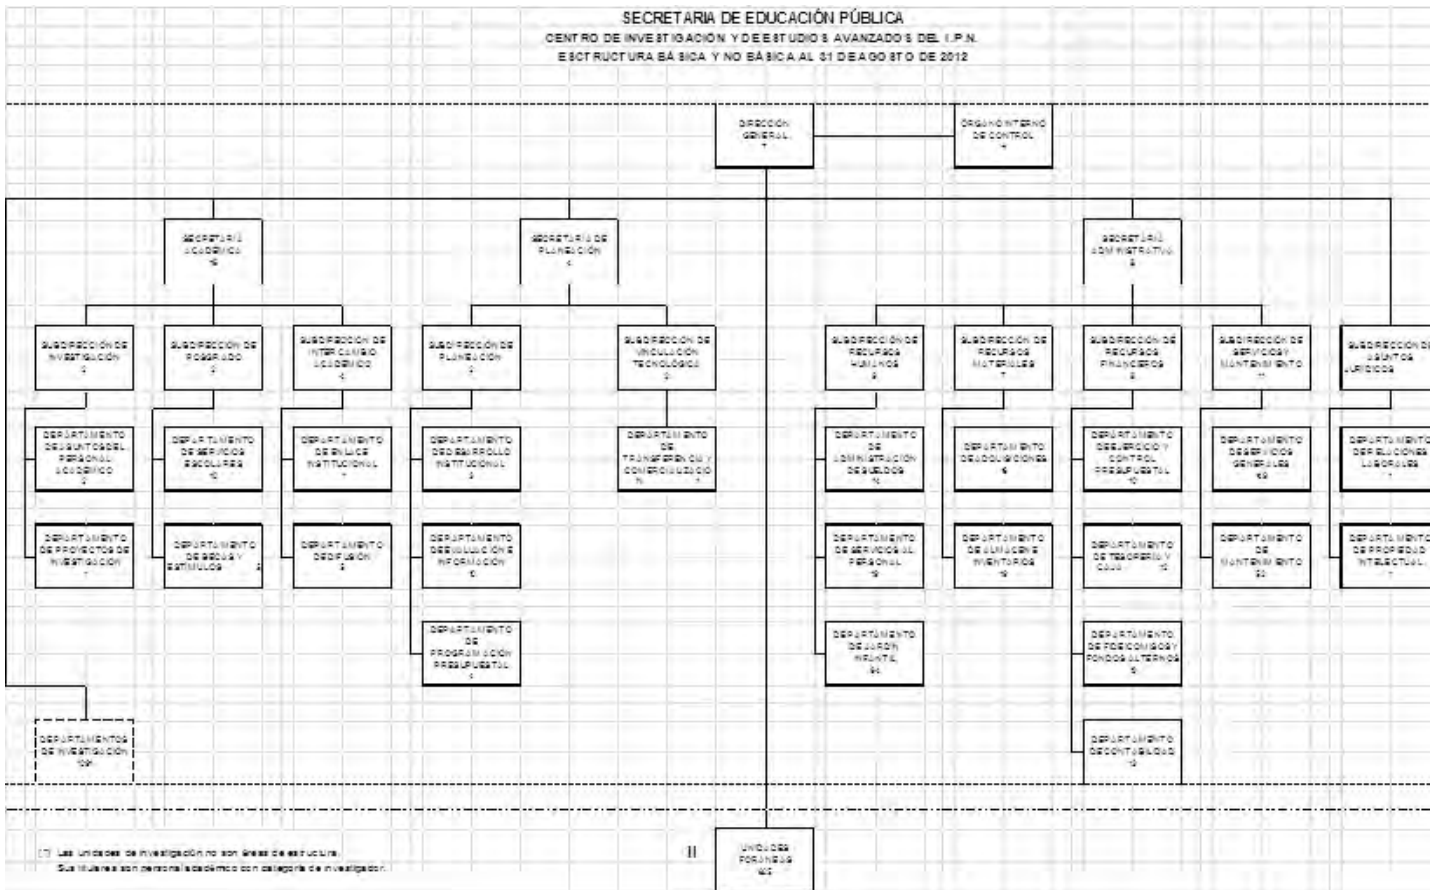 SECRETARIA DE EDUCACIÓN PÚBLICA
CENTRO DE INVESTIGACIÓN Y DE ESTUDIOS AVANZADOS DEL I.P.N.
ESCTRUCTURA BÁSICA Y NO BÁSICA AL 31 DE AGOSTO DE 2012
DIRECCIÓN
GENERAL
7
ÓRGANO INTERNO
DE CONTROL
SECRETARÍA
ACADÉMICA
SECRETARÍA DE
PLANEACIÓN
SECRETARÍA
ADMINISTRATIVA
SUBDIRECCIÓN DE
INVESTIGACIÓN
SUBDIRECCIÓN
DE POSGRADO
SUBDIRECCIÓN DE
INTERCAMBIO
ACADÉMICO
SUBDIRECCIÓN DE
PLANEACIÓN
SUBDIRECCIÓN DE
VINCULACIÓN
TECNOLÓGICA
SUBDIRECCIÓN DE
RECURSOS
HUMANOS
SUBDIRECCIÓN DE
RECURSOS
MATERIALES
7
SUBDIRECCIÓN DE
RECURSOS
FINANCIEROS
SUBDIRECCIÓN DE
SERVICIOS Y
MANTENIMIENTO
11
SUBDIRECCIÓN DE
ASUNTOS
JURÍDICOS
DEPARTAMENTO
DE ASUNTOS DEL
PERSONAL
ACADÉMICO
DEPARTAMENTO
DE SERVICIOS
ESCOLARES
DEPARTAMENTO
DE ENLACE
INSTITUCIONAL
DEPARTAMENTO
DE DESARROLLO
INSTITUCIONAL
DEPARTAMENTO
DE
TRANSFERENCIA Y
COMERCIALIZACIÓ
N
DEPARTAMENTO
DE
ADMINISTRACIÓN
DE SUELDOS
DEPARTAMENTO
DE ADQUISICIONES
DEPARTAMENTO
DE EJERCICIO Y
CONTROL
PRESUPUESTAL
DEPARTAMENTO
DE SERVICIOS
GENERALES
DEPARTAMENTO
DE RELACIONES
LABORALES
DEPARTAMENTO
DE PROYECTOS DE
INVESTIGACIÓN
DEPARTAMENTO
DE BECAS Y
ESTÍMULOS
DEPARTAMENTO
DE DIFUSIÓN
DEPARTAMENTO
DE EVALUACIÓN E
INFORMACIÓN
DEPARTAMENTO
DE SERVICIOS AL
PERSONAL
DEPARTAMENTO
DE ALMACEN E
INVENTARIOS
DEPARTAMENTO
DE TESORERÍA Y
CAJA
DEPARTAMENTO
DE
MANTENIMIENTO
DEPARTAMENTO
DE PROPIEDAD
INTELECTUAL
DEPARTAMENTO
DE
PROGRAMACIÓN
PRESUPUESTAL
DEPARTAMENTO
DE JARDÍN
INFANTIL
DEPARTAMENTO
DE FIDEICOMISOS Y
FONDOS ALTERNOS
DEPARTAMENTOS
DE INVESTIGACIÓN
DEPARTAMENTO
DE CONTABILIDAD
UNIDADES
FORÁNEAS
(*) Las unidades de investigación no son áreas de estructura.
Sus titulares son personal académico con categoría de investigador.